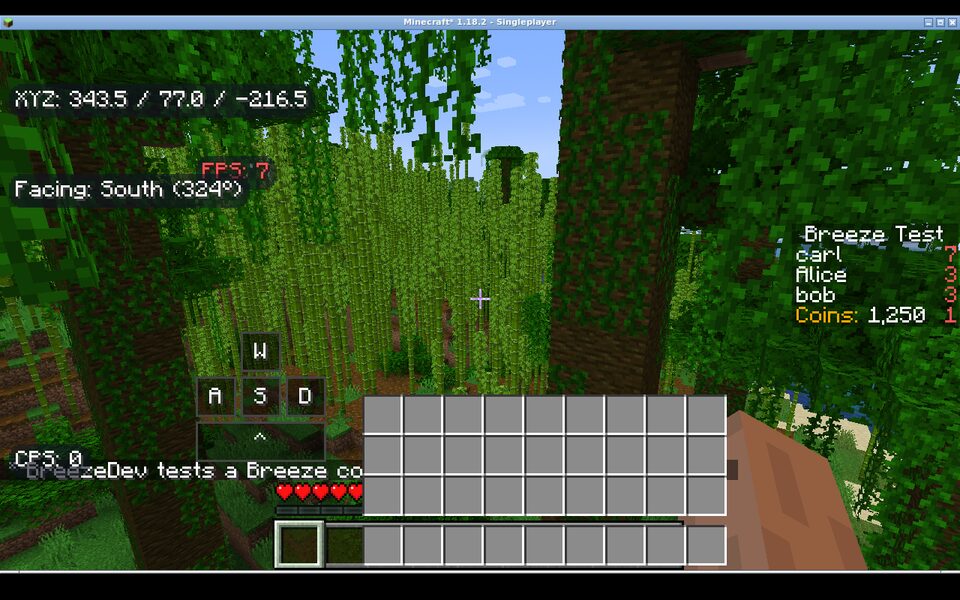 Minecraft* 1.18.2 - Singleplayer
XYZ: 343.5 / 77.0 / -216.5
FPS: 7
Facing: South (324°)
Breeze Test
carl 7
Alice 3
bob 3
Coins: 1,250 1
W
A S D
^
CPS: 0
BreezeDev tests a Breeze co